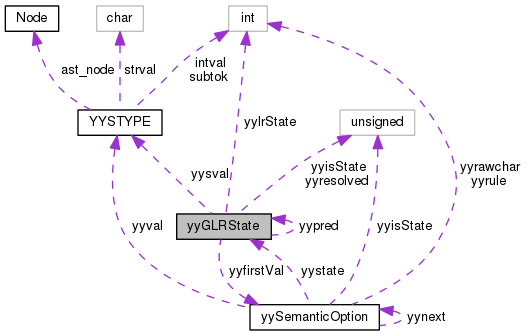 Node
char
int
ast_node
strval
intval
subtok
YYSTYPE
yylrState
unsigned
yysval
yyisState
yyresolved
yyrawchar
yyrule
yyval
yyGLRState
yypred
yyisState
yyfirstVal
yystate
yySemanticOption
yynext